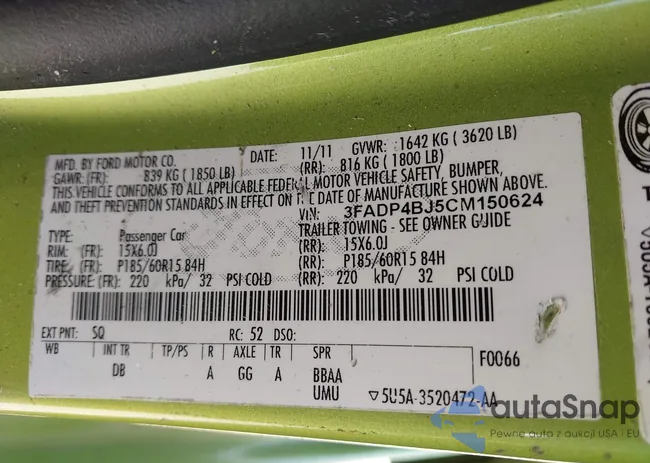 MFD. BY FORD MOTOR CO.
DATE: 11/11 GVWR: 1642 KG ( 3620 LB)
GAWR: (FR): 839 KG ( 1850 LB) (RR): 816 KG ( 1800 LB)
THIS VEHICLE CONFORMS TO ALL APPLICABLE FEDERAL MOTOR VEHICLE SAFETY, BUMPER,
AND THEFT PREVENTION STANDARDS IN EFFECT ON THE DATE OF MANUFACTURE SHOWN ABOVE.
VIN: 3FADP4BJ5CM150624
TYPE: Passenger Car TRAILER TOWING - SEE OWNER GUIDE
RIM: (FR): 15X6.0J (RR): 15X6.0J
TIRE: (FR): P185/60R15 84H (RR): P185/60R15 84H
PRESSURE: (FR): 220 kPa/ 32 PSI COLD (RR): 220 kPa/ 32 PSI COLD
EXT PNT: SQ RC: 52 DSO:
WB INT TR TP/PS R AXLE TR SPR F0066
DB A GG A BBAA
UMU ▽5U5A-3520472-AA
autaSnap
Pewne auta z aukcji USA i EU